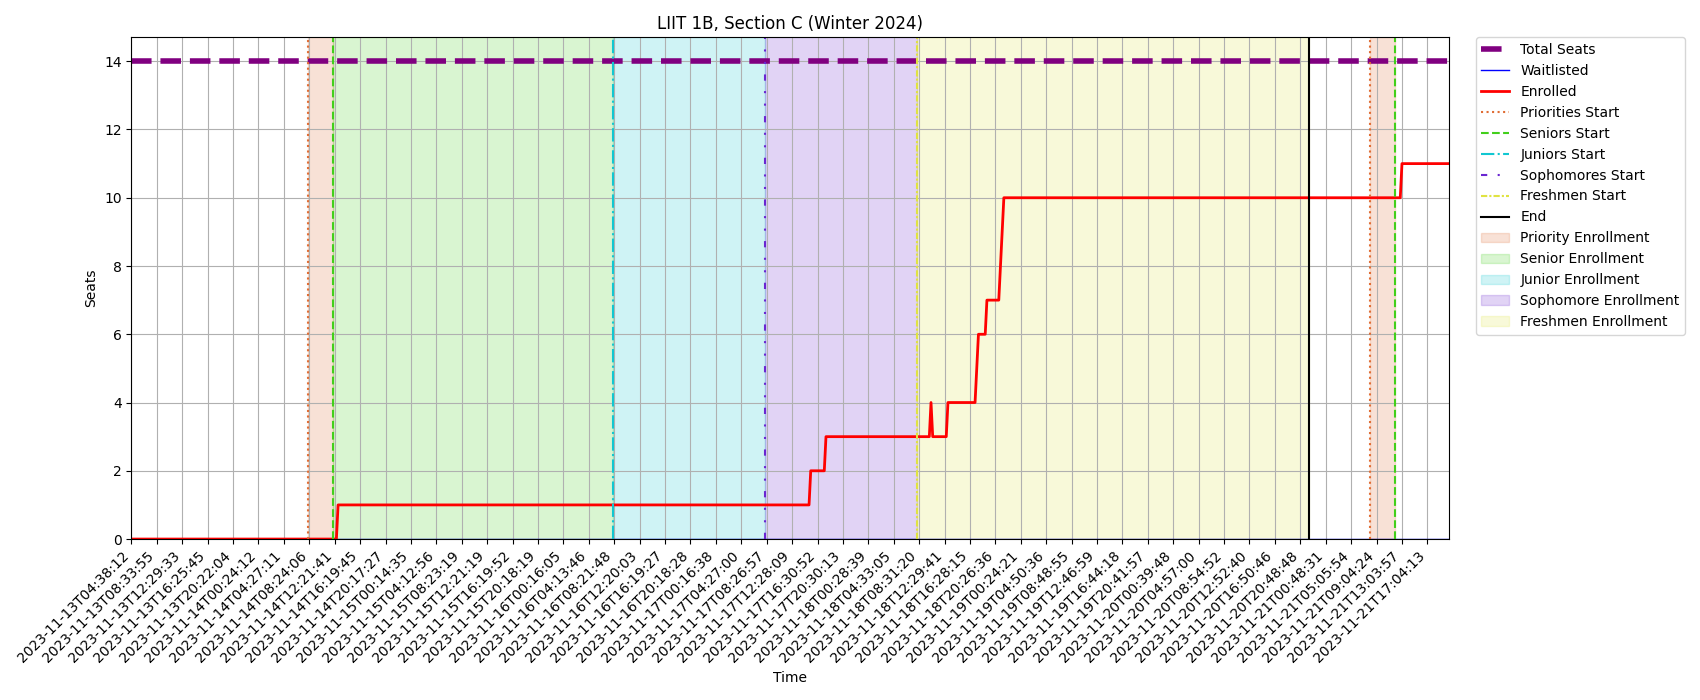 LIIT 1B, Section C (Winter 2024)
Seats
14
12
10
8
6
4
2
0
2023-11-13T04:38:12
2023-11-13T08:33:55
2023-11-13T12:29:33
2023-11-13T16:25:45
2023-11-13T20:22:04
2023-11-14T00:24:12
2023-11-14T04:27:11
2023-11-14T08:24:06
2023-11-14T12:21:41
2023-11-14T16:19:45
2023-11-14T20:17:27
2023-11-15T00:14:35
2023-11-15T04:12:56
2023-11-15T08:23:19
2023-11-15T12:21:19
2023-11-15T16:19:52
2023-11-15T20:18:19
2023-11-16T00:16:05
2023-11-16T04:13:46
2023-11-16T08:21:48
2023-11-16T12:20:03
2023-11-16T16:19:27
2023-11-16T20:18:28
2023-11-17T00:16:38
2023-11-17T04:27:00
2023-11-17T08:26:57
2023-11-17T12:28:09
2023-11-17T16:30:52
2023-11-17T20:30:13
2023-11-18T00:28:39
2023-11-18T04:33:05
2023-11-18T08:31:20
2023-11-18T12:29:41
2023-11-18T16:28:15
2023-11-18T20:26:36
2023-11-19T00:24:21
2023-11-19T04:50:36
2023-11-19T08:48:55
2023-11-19T12:46:59
2023-11-19T16:44:18
2023-11-19T20:41:57
2023-11-20T00:39:48
2023-11-20T04:57:00
2023-11-20T08:54:52
2023-11-20T12:52:40
2023-11-20T16:50:46
2023-11-20T20:48:48
2023-11-21T00:48:31
2023-11-21T05:05:54
2023-11-21T09:04:24
2023-11-21T13:03:57
2023-11-21T17:04:13
Time
Total Seats
Waitlisted
Enrolled
Priorities Start
Seniors Start
Juniors Start
Sophomores Start
Freshmen Start
End
Priority Enrollment
Senior Enrollment
Junior Enrollment
Sophomore Enrollment
Freshmen Enrollment